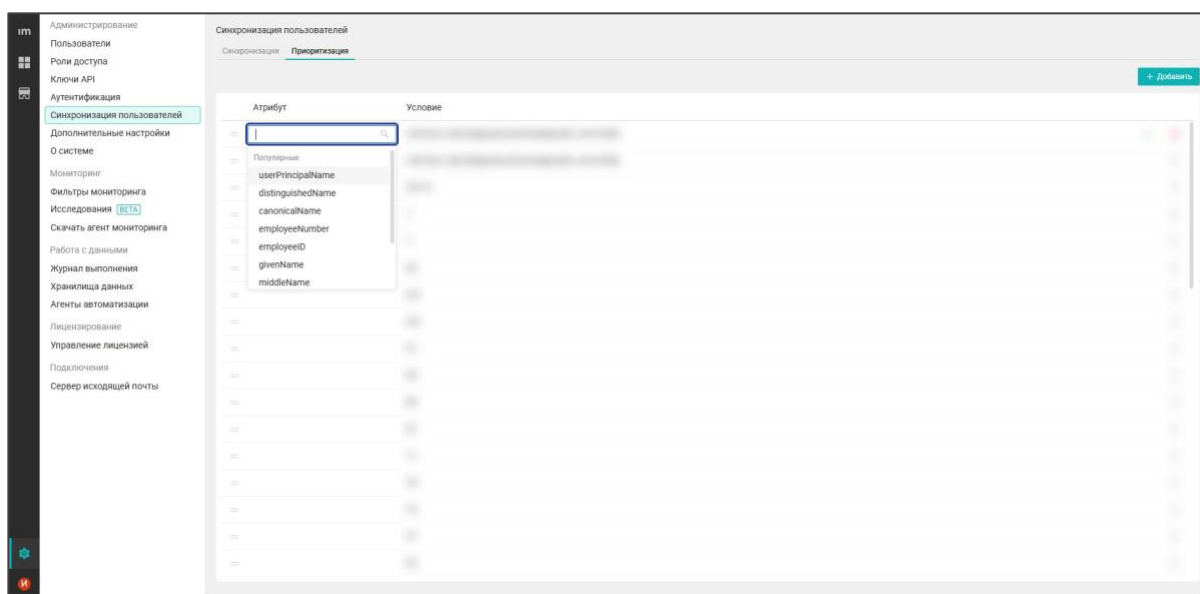 ım
Администрирование
Пользователи
Роли доступа
Ключи API
Аутентификация
Синхронизация пользователей
Дополнительные настройки
О системе
Мониторинг
Фильтры мониторинга
Исследования BETA
Скачать агент мониторинга
Работа с данными
Журнал выполнения
Хранилища данных
Агенты автоматизации
Лицензирование
Управление лицензией
Подключения
Сервер исходящей почты
И
Синхронизация пользователей
Синхронизации Приоритизация
+ Добавить
Атрибут Условие
Популярные
userPrincipalName
distinguishedName
canonicalName
employeeNumber
employeeID
givenName
middleName